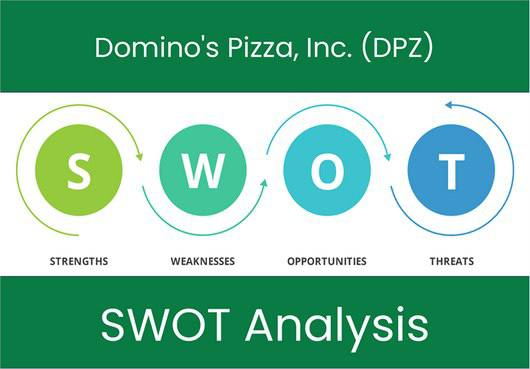 Domino's Pizza, Inc. (DPZ)
S W O T
STRENGTHS WEAKNESSES OPPORTUNITIES THREATS
SWOT Analysis